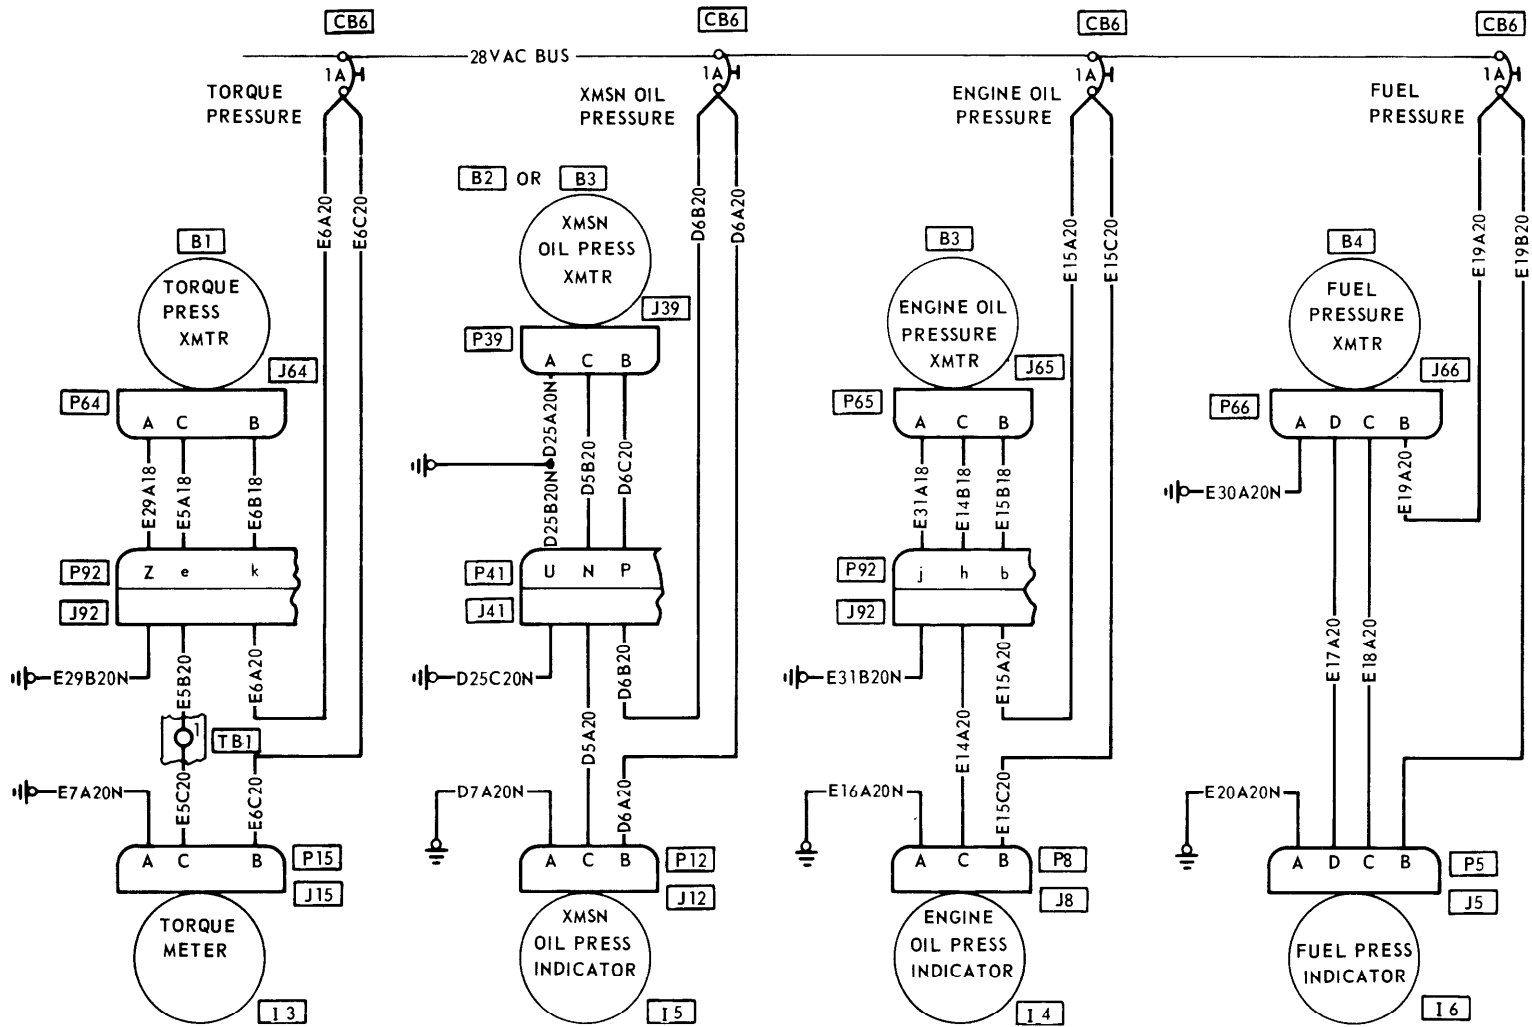 CB6
CB6
CB6
CB6
28VAC BUS
1A
1A
1A
1A
TORQUE
PRESSURE
XMSN OIL
PRESSURE
ENGINE OIL
PRESSURE
FUEL
PRESSURE
E6A20
E6C20
B1
TORQUE
PRESS
XMTR
J64
P64
A C B
E29A18
E5A18
E6B18
P92
Z e k
J92
E29B20N
E5B20
E6A20
1
TB1
E7A20N
E5C20
E6C20
A C B
P15
J15
TORQUE
METER
I3
B2 OR B3
XMSN
OIL PRESS
XMTR
J39
P39
A C B
D6B20
D6A20
D25A20N
D25B20N
D5B20
D6C20
P41
U N P
J41
D25C20N
D5A20
D6B20
D7A20N
D6A20
A C B
P12
J12
XMSN
OIL PRESS
INDICATOR
I5
B3
ENGINE OIL
PRESSURE
XMTR
J65
P65
A C B
E15A20
E15C20
E31A18
E14B18
E15B18
P92
j h b
J92
E31B20N
E14A20
E15A20
E16A20N
E15C20
A C B
P8
J8
ENGINE
OIL PRESS
INDICATOR
I4
B4
FUEL
PRESSURE
XMTR
J66
P66
A D C B
E19A20
E19B20
E30A20N
E19A20
E17A20
E18A20
E20A20N
A D C B
P5
J5
FUEL PRESS
INDICATOR
I6